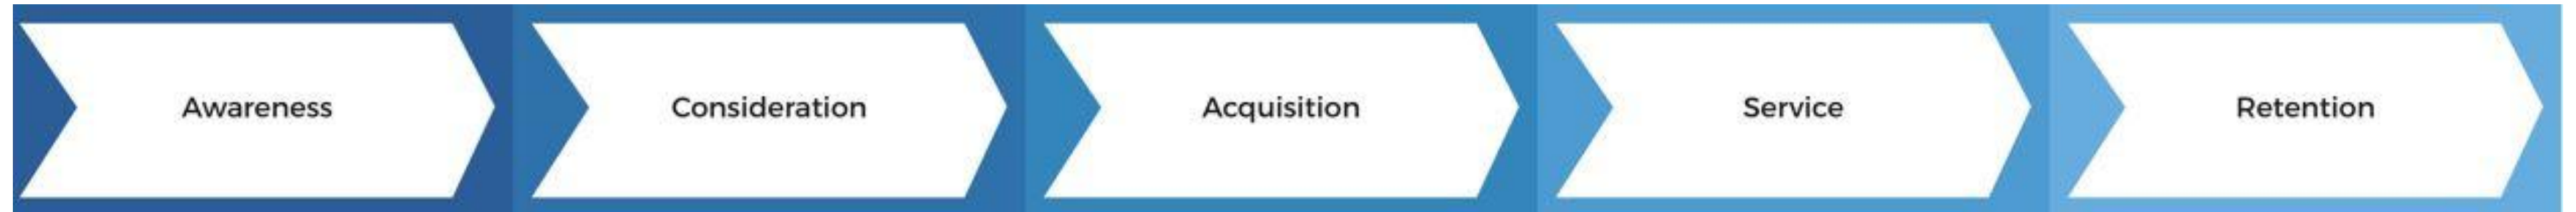 Awareness
Consideration
Acquisition
Service
Retention